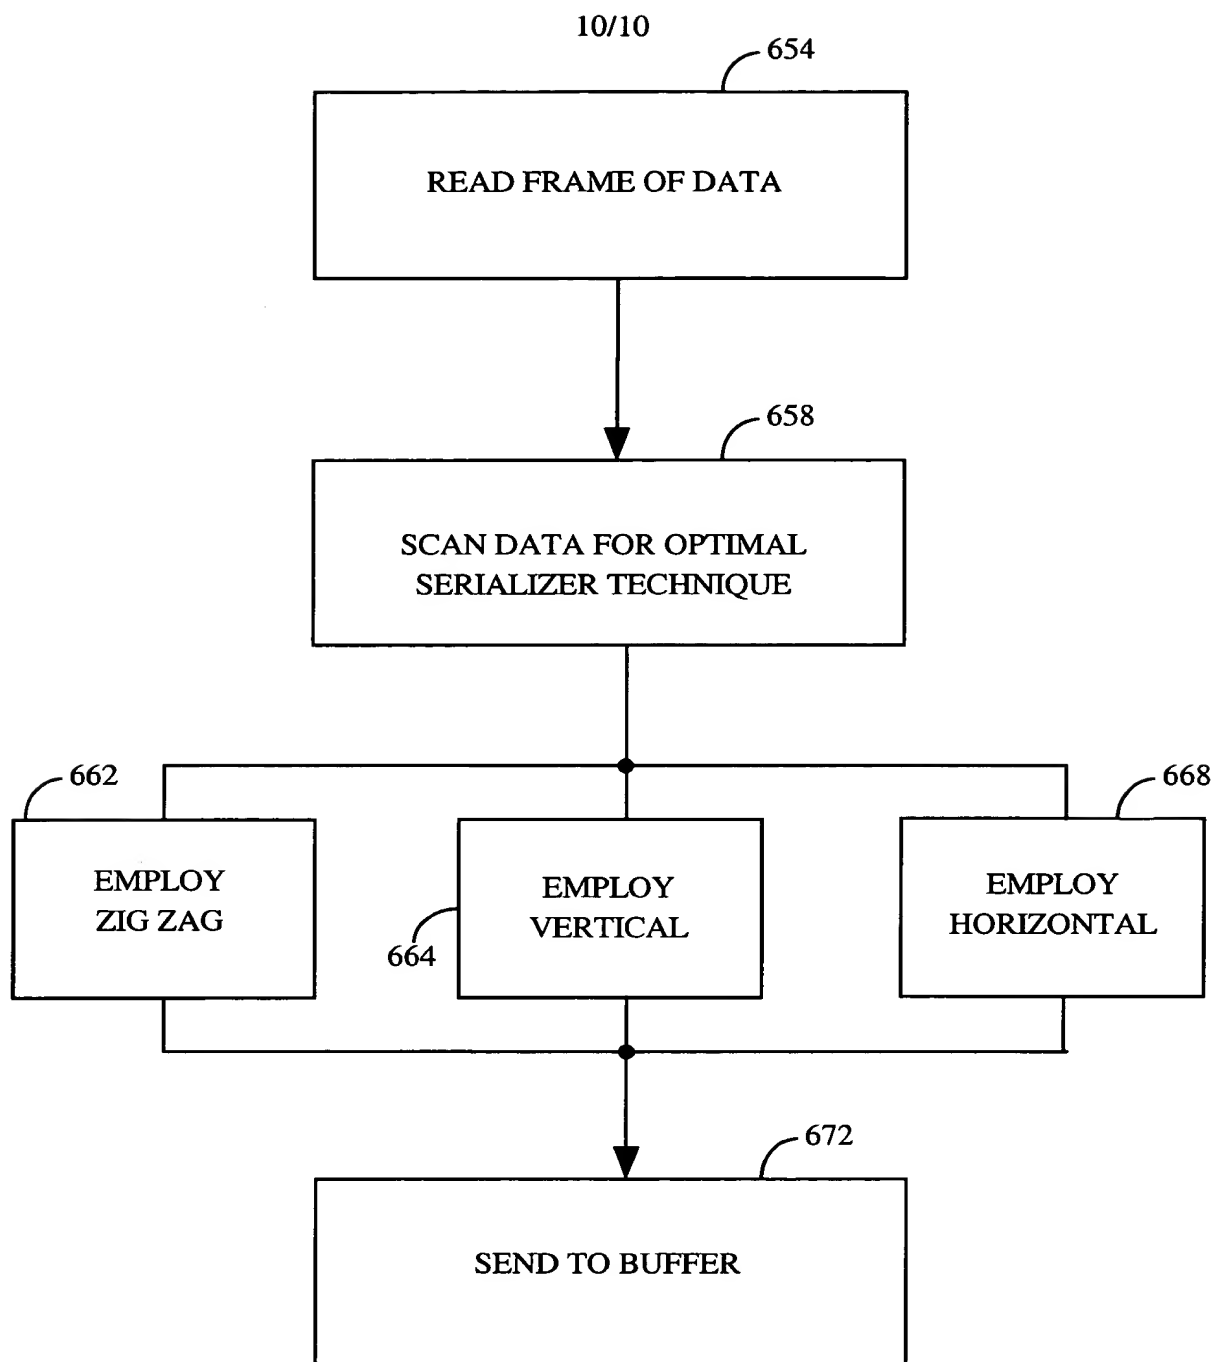 10/10
654
READ FRAME OF DATA
658
SCAN DATA FOR OPTIMAL
SERIALIZER TECHNIQUE
662
668
EMPLOY
ZIG ZAG
EMPLOY
VERTICAL
664
EMPLOY
HORIZONTAL
672
SEND TO BUFFER